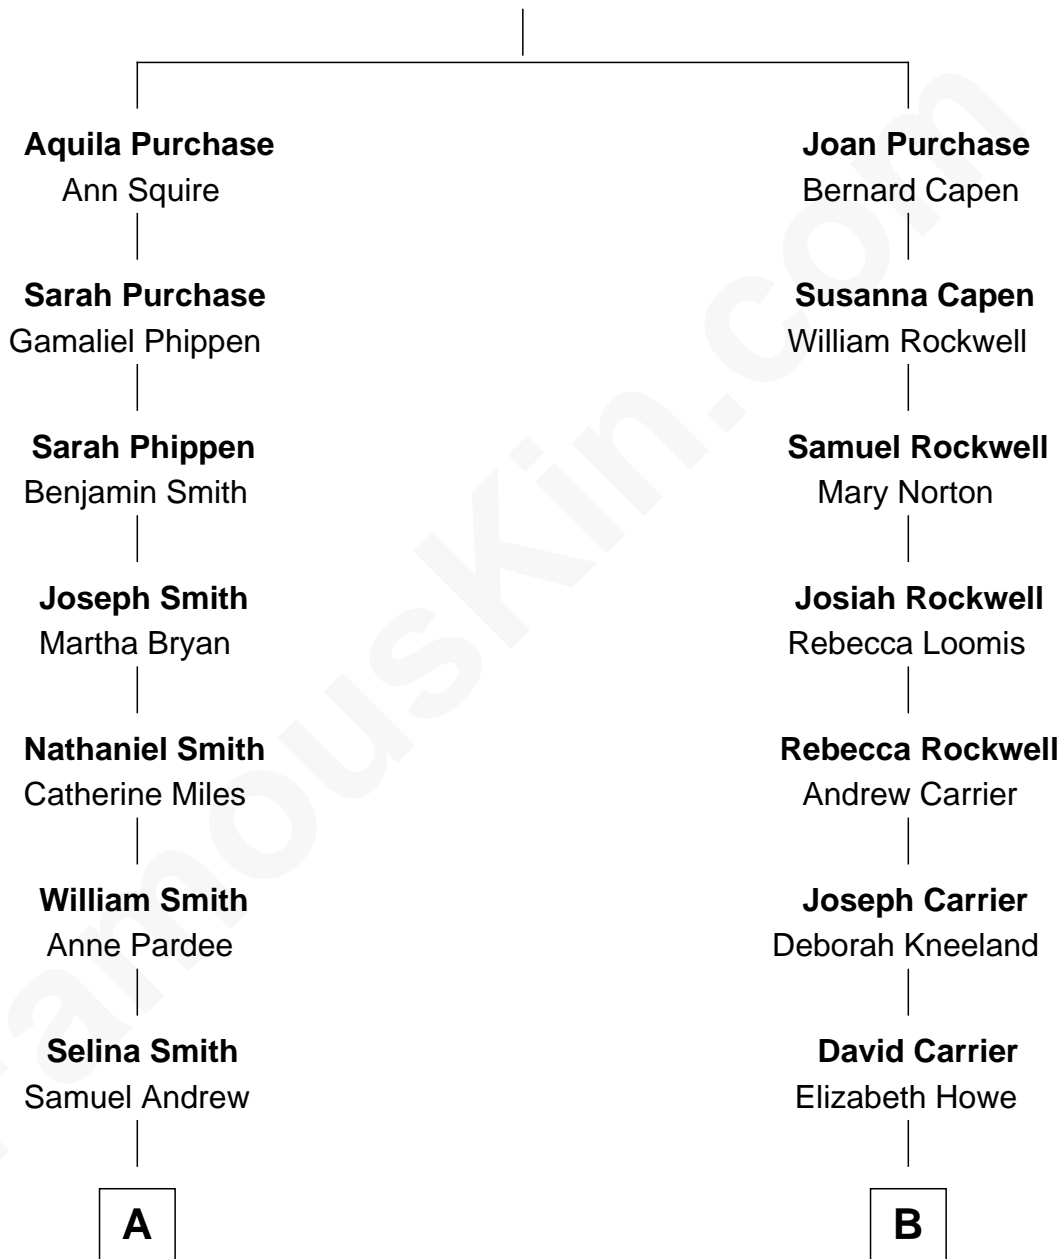 Aquila Purchase
Ann Squire
Sarah Purchase
Gamaliel Phippen
Sarah Phippen
Benjamin Smith
Joseph Smith
Martha Bryan
Nathaniel Smith
Catherine Miles
William Smith
Anne Pardee
Selina Smith
Samuel Andrew
A
Joan Purchase
Bernard Capen
Susanna Capen
William Rockwell
Samuel Rockwell
Mary Norton
Josiah Rockwell
Rebecca Loomis
Rebecca Rockwell
Andrew Carrier
Joseph Carrier
Deborah Kneeland
David Carrier
Elizabeth Howe
B
FamousKin.com